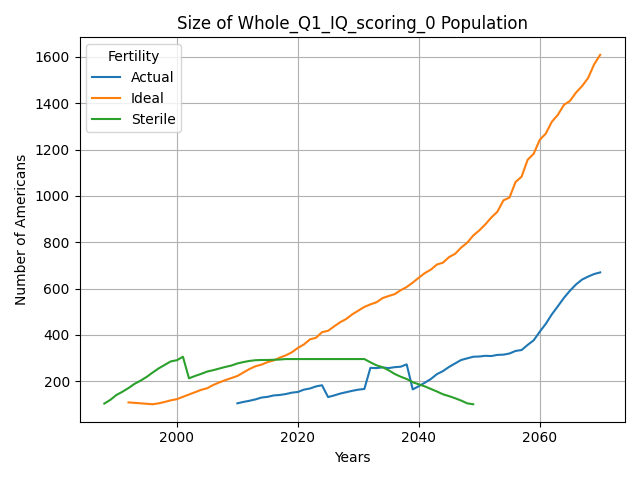 Size of Whole_Q1_IQ_scoring_0 Population
Fertility
Actual
Ideal
Sterile
1600
1400
1200
1000
800
600
400
200
Number of Americans
2000 2020 2040 2060
Years